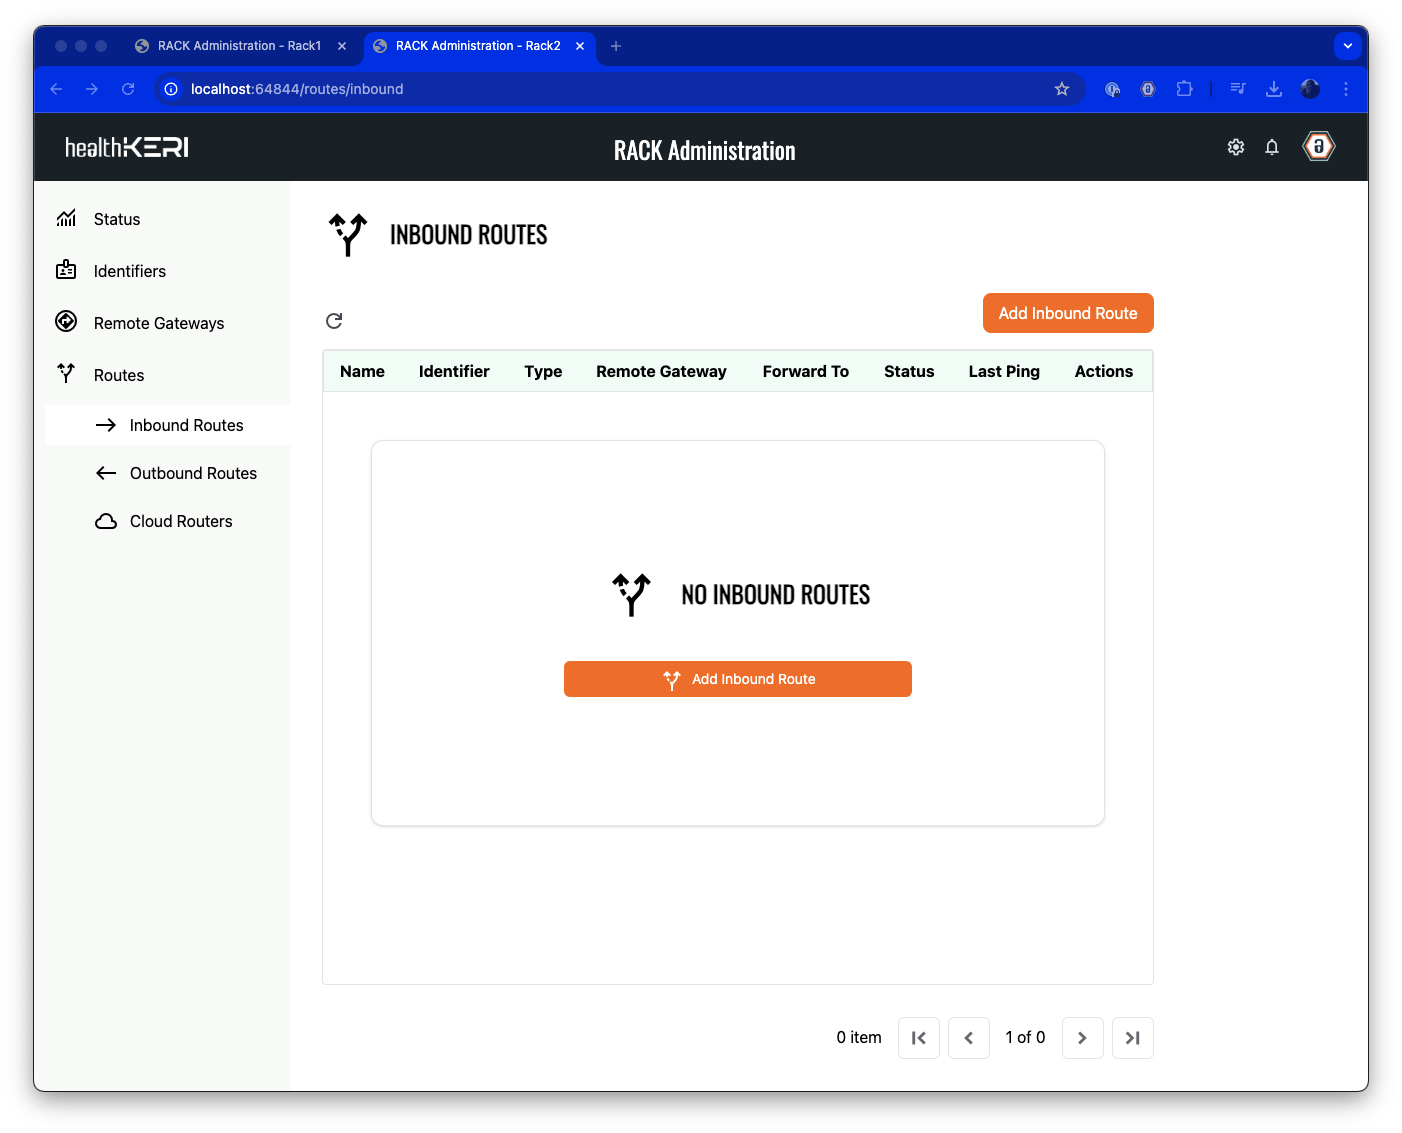 RACK Administration - Rack1
RACK Administration - Rack2
localhost:64844/routes/inbound
healthKERI
RACK Administration
Status
Identifiers
Remote Gateways
Routes
Inbound Routes
Outbound Routes
Cloud Routers
INBOUND ROUTES
Add Inbound Route
Name Identifier Type Remote Gateway Forward To Status Last Ping Actions
NO INBOUND ROUTES
Add Inbound Route
0 item 1 of 0